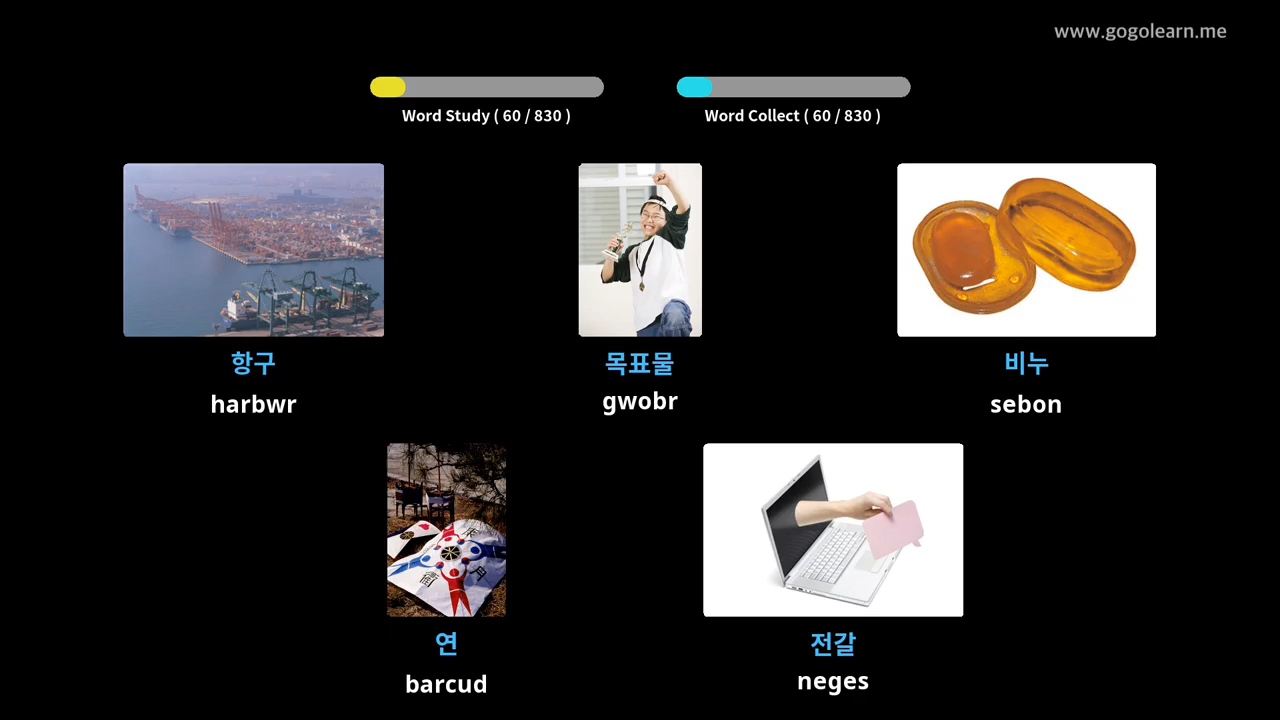 www.gogolearn.me
Word Study ( 60 / 830 )
Word Collect ( 60 / 830 )
항구
harbwr
목표물
gwobr
비누
sebon
연
barcud
전갈
neges